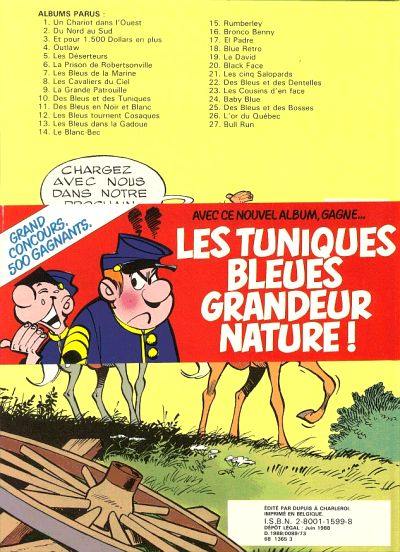 ALBUMS PARUS :
1. Un Chariot dans l'Ouest
2. Du Nord au Sud
3. Et pour 1.500 Dollars en plus
4. Outlaw
5. Les Déserteurs
6. La Prison de Robertsonville
7. Les Bleus de la Marine
8. Les Cavaliers du Ciel
9. La Grande Patrouille
10. Des Bleus et des Tuniques
11. Des Bleus en Noir et Blanc
12. Les Bleus tournent Cosaques
13. Les Bleus dans la Gadoue
14. Le Blanc-Bec
15. Rumberley
16. Bronco Benny
17. El Padre
18. Blue Retro
19. Le David
20. Black Face
21. Les cinq Salopards
22. Des Bleus et des Dentelles
23. Les Cousins d'en face
24. Baby Blue
25. Des Bleus et des Bosses
26. L'or du Québec
27. Bull Run
CHARGEZ
AVEC NOUS
DANS NOTRE
PROCHAIN
GRAND
CONCOURS.
500 GAGNANTS.
!!
AVEC CE NOUVEL ALBUM, GAGNE...
LES TUNIQUES
BLEUES
GRANDEUR
NATURE !
ÉDITÉ PAR DUPUIS À CHARLEROI.
IMPRIMÉ EN BELGIQUE.
I.S.B.N. 2-8001-1599-8
DÉPÔT LÉGAL : Juin 1988
D.1988/0089/73
68 1365 3